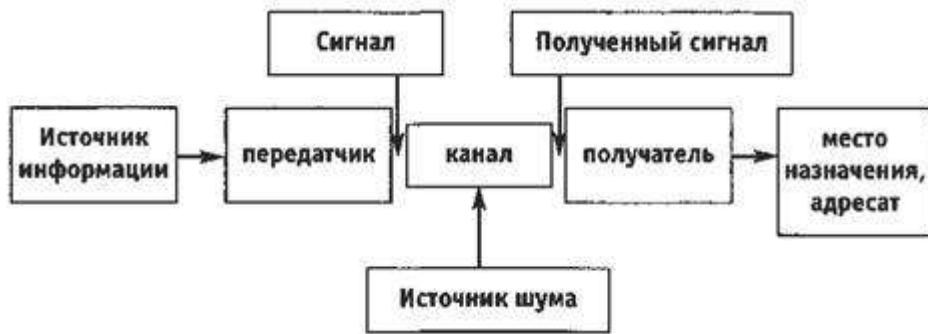 Сигнал
Полученный сигнал
Источник
информации
передатчик
канал
получатель
место
назначения,
адресат
Источник шума